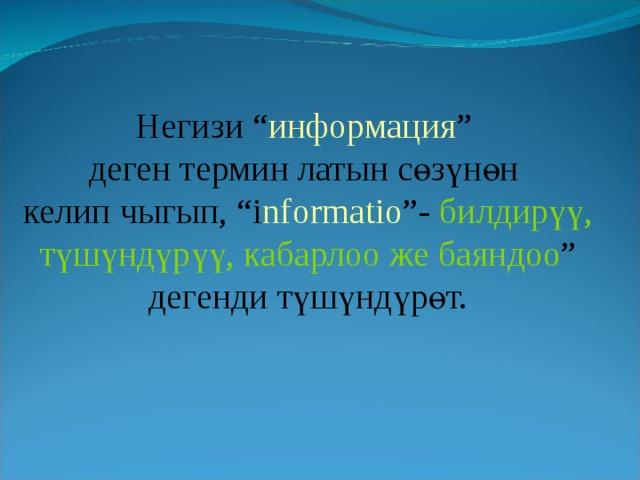 Негизи “информация”
деген термин латын сөзүнөн
келип чыгып, “informatio”- билдирүү,
түшүндүрүү, кабарлоо же баяндоо”
дегенди түшүндүрөт.